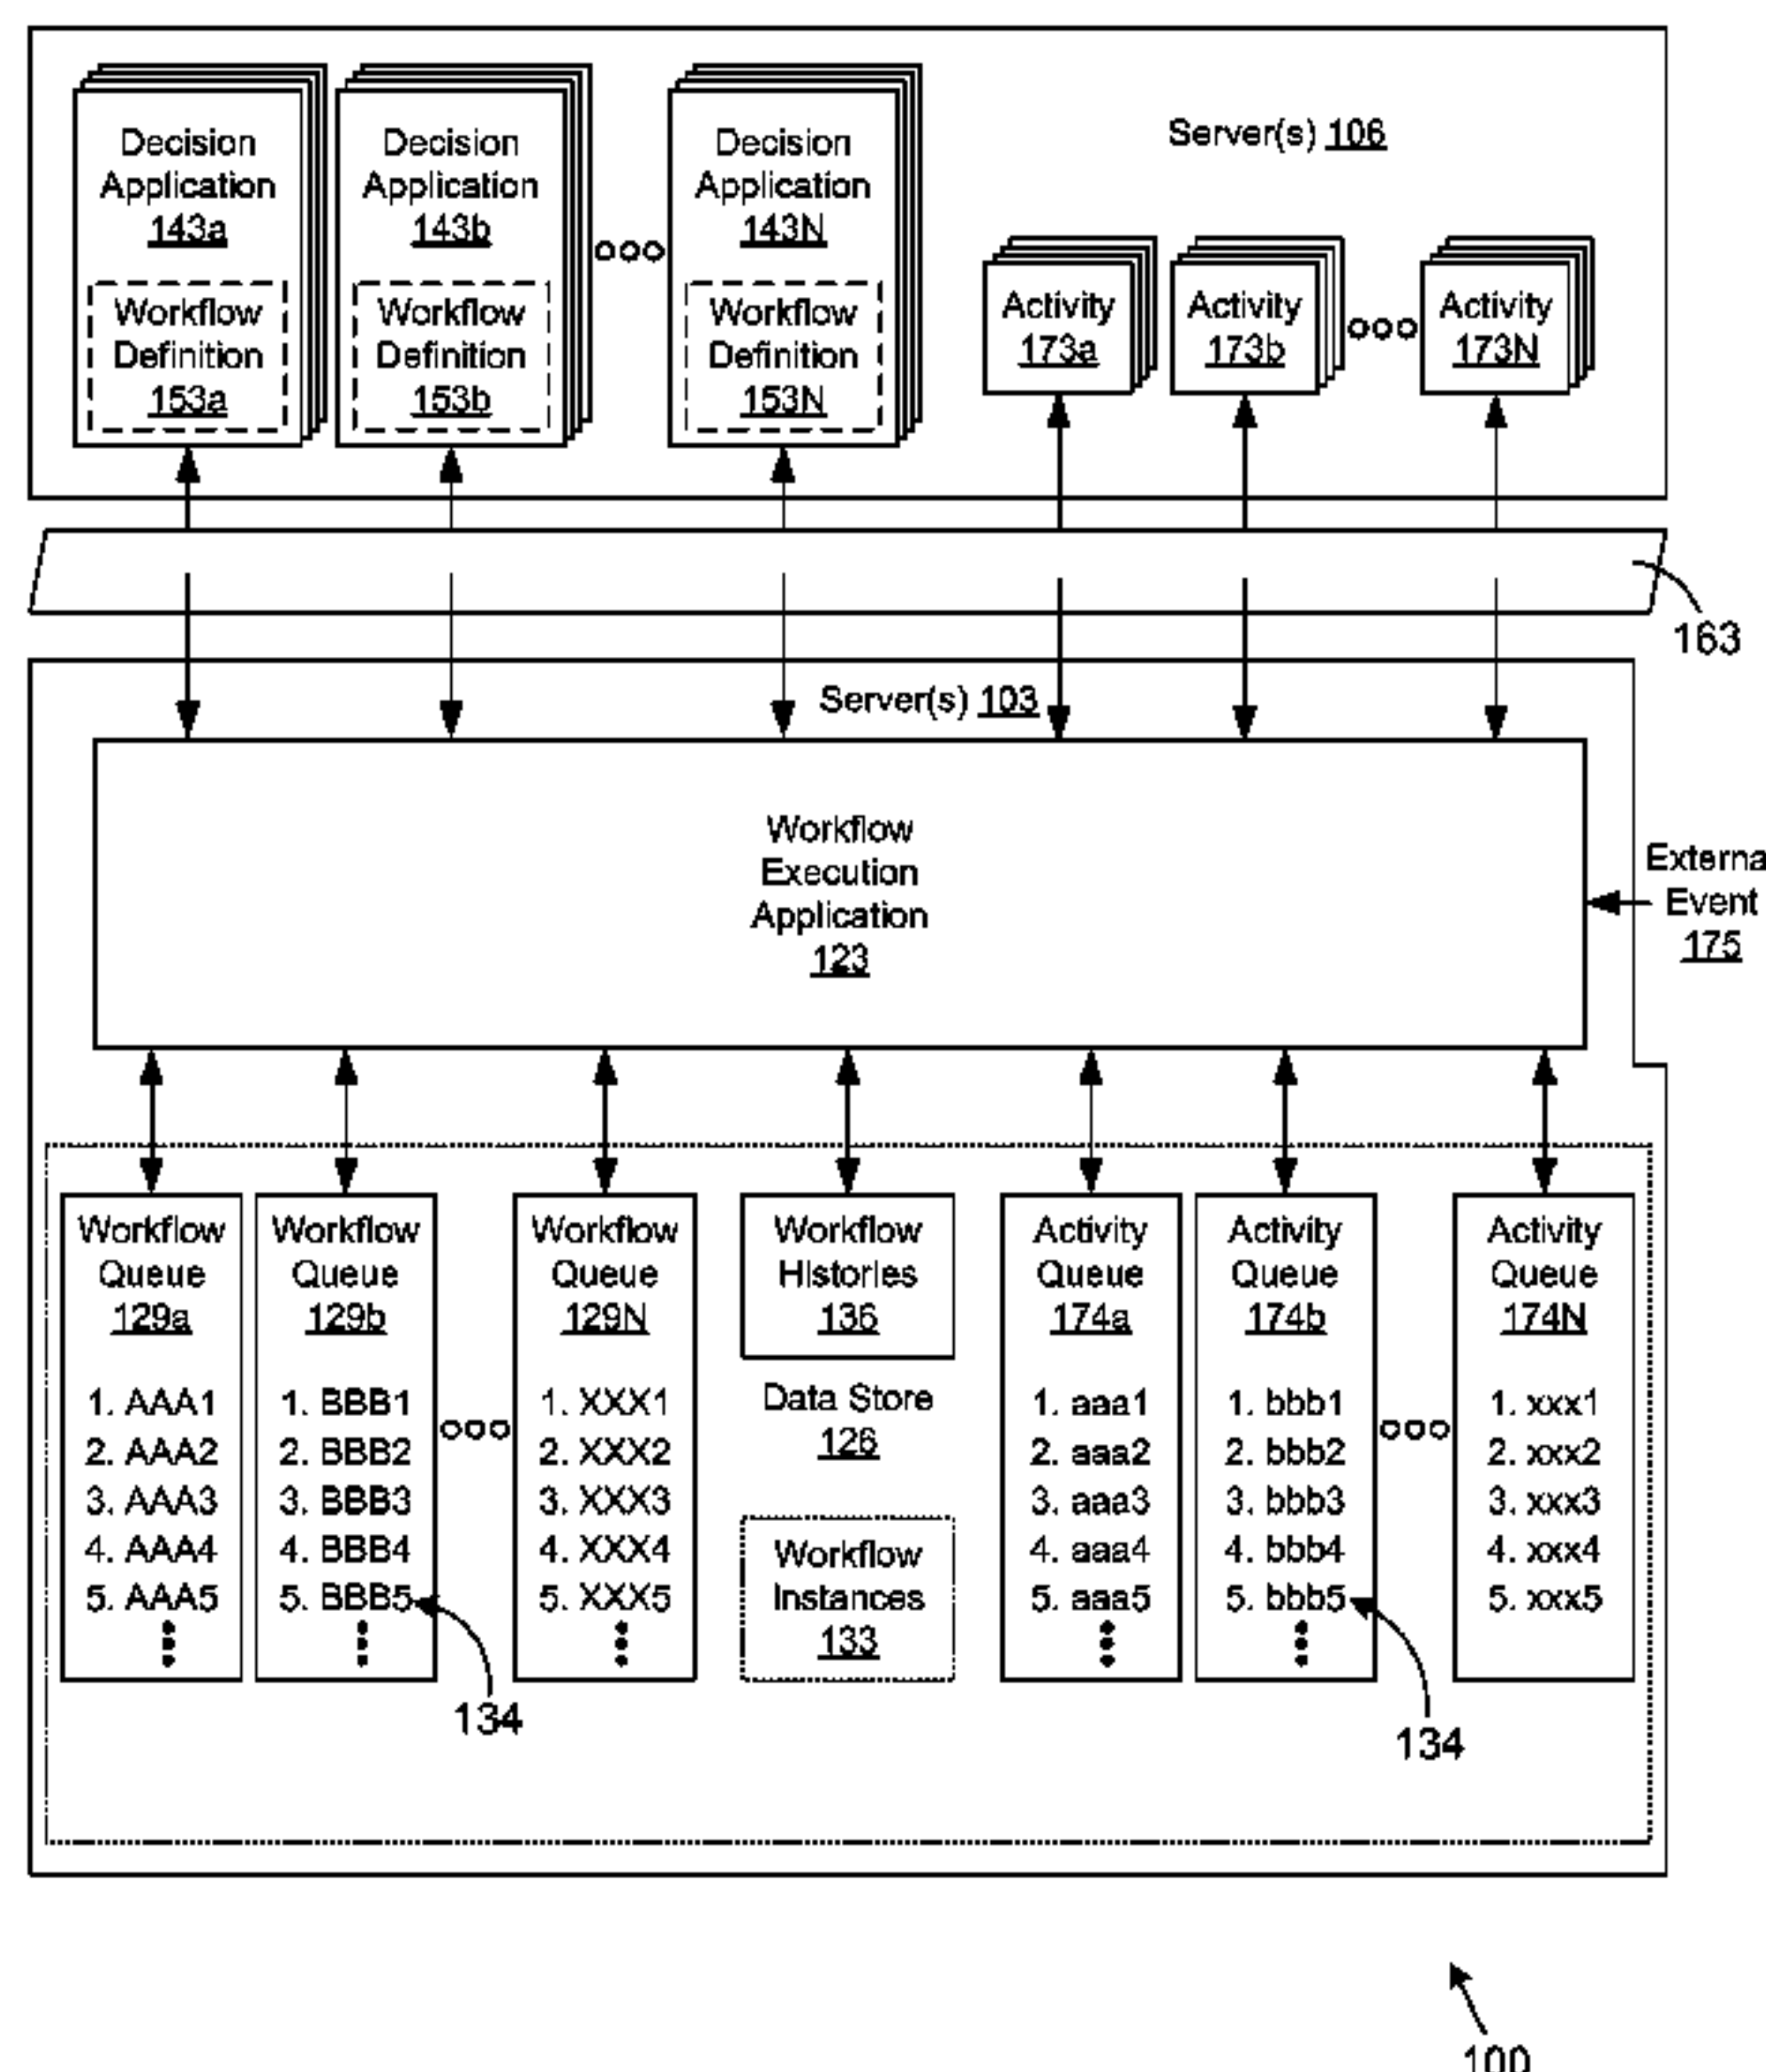 Decision
Application
143a
Workflow
Definition
153a
Decision
Application
143b
Workflow
Definition
153b
Decision
Application
143N
Workflow
Definition
153N
Server(s) 106
Activity
173a
Activity
173b
Activity
173N
163
Server(s) 103
Workflow
Execution
Application
123
Externa
Event
175
Workflow
Queue
129a
1. AAA1
2. AAA2
3. AAA3
4. AAA4
5. AAA5
Workflow
Queue
129b
1. BBB1
2. BBB2
3. BBB3
4. BBB4
5. BBB5
134
Workflow
Queue
129N
1. XXX1
2. XXX2
3. XXX3
4. XXX4
5. XXX5
Workflow
Histories
136
Data Store
126
Workflow
Instances
133
Activity
Queue
174a
1. aaa1
2. aaa2
3. aaa3
4. aaa4
5. aaa5
Activity
Queue
174b
1. bbb1
2. bbb2
3. bbb3
4. bbb4
5. bbb5
134
Activity
Queue
174N
1. xxx1
2. xxx2
3. xxx3
4. xxx4
5. xxx5
100